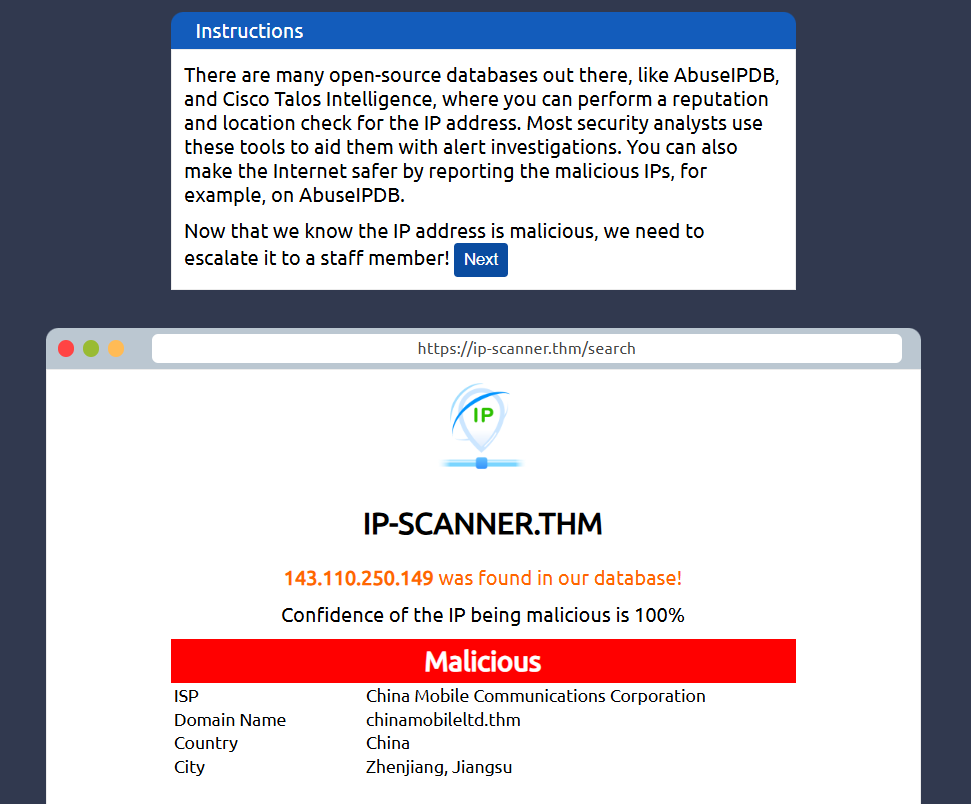 Instructions
There are many open-source databases out there, like AbuseIPDB,
and Cisco Talos Intelligence, where you can perform a reputation
and location check for the IP address. Most security analysts use
these tools to aid them with alert investigations. You can also
make the Internet safer by reporting the malicious IPs, for
example, on AbuseIPDB.
Now that we know the IP address is malicious, we need to
escalate it to a staff member! Next
https://ip-scanner.thm/search
IP
IP-SCANNER.THM
143.110.250.149 was found in our database!
Confidence of the IP being malicious is 100%
Malicious
ISP China Mobile Communications Corporation
Domain Name chinamobileltd.thm
Country China
City Zhenjiang, Jiangsu